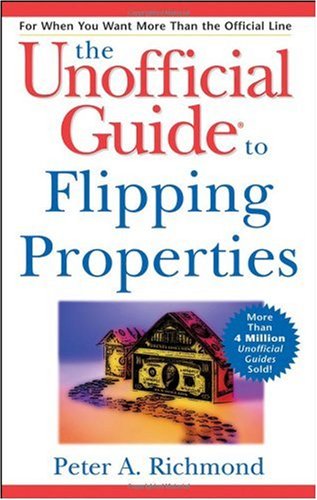 For When You Want More Than the Official Line
the
Unofficial
Guide® to
Flipping
Properties
More
Than
4 Million
Unofficial
Guides
Sold!
Peter A. Richmond